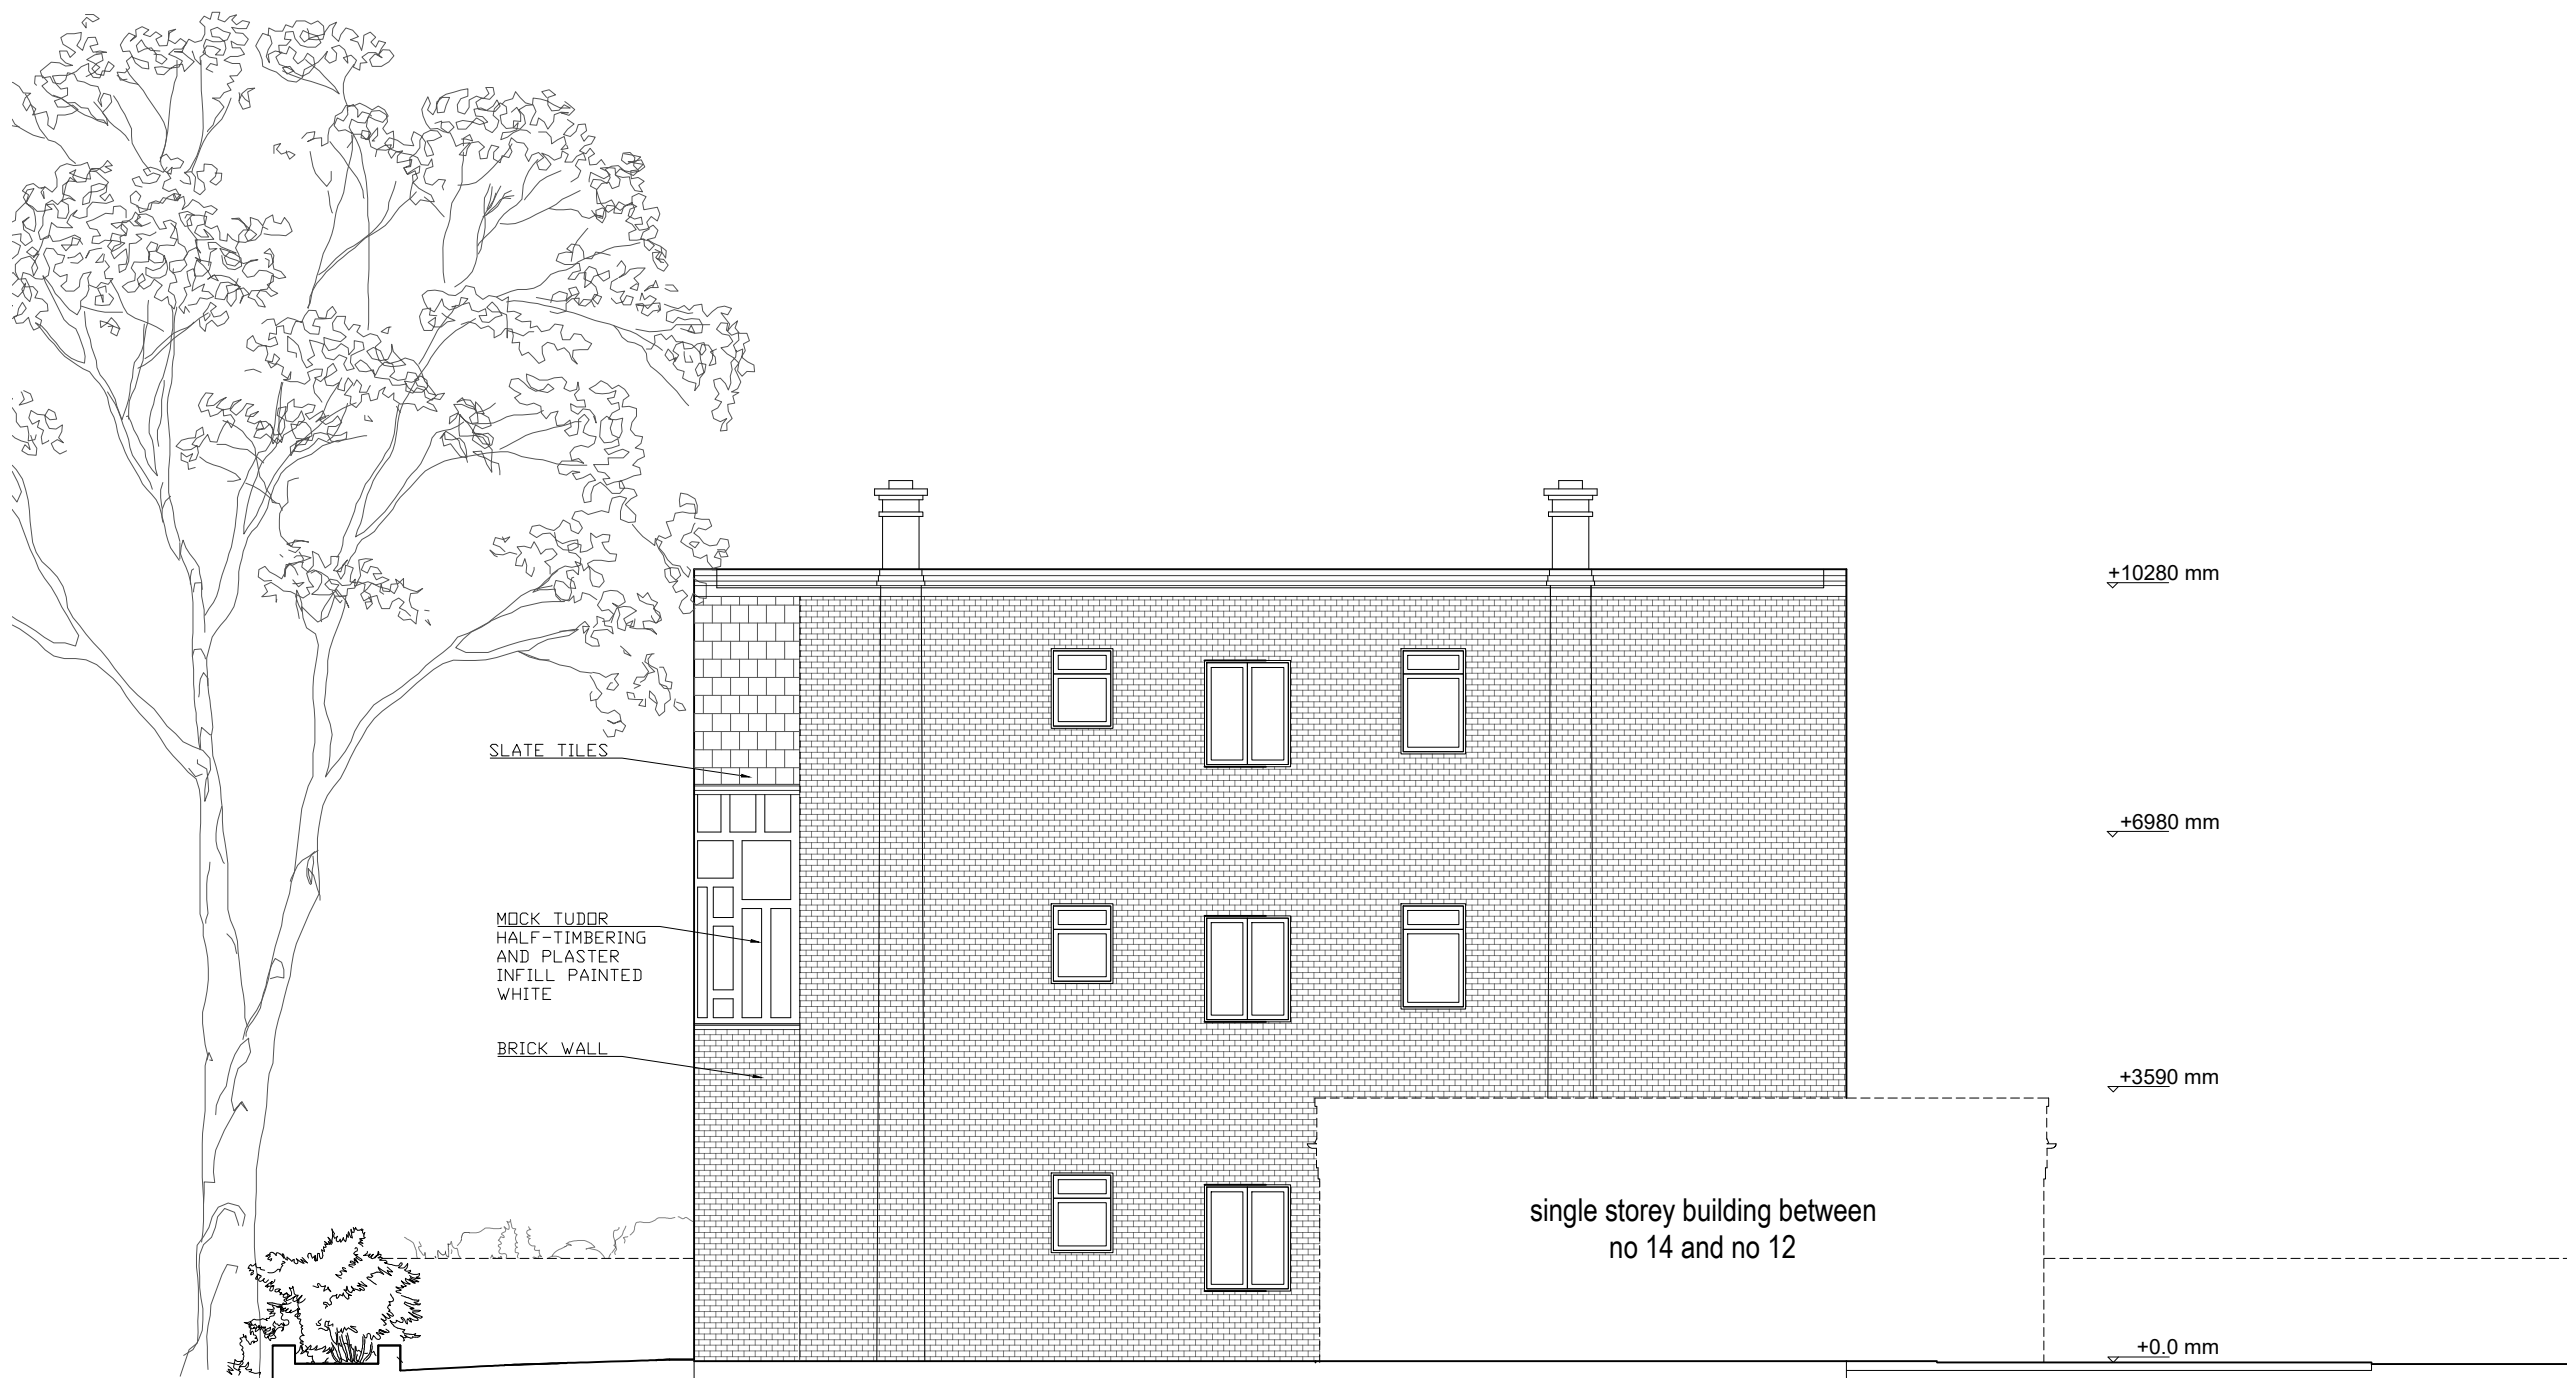 +10280 mm
SLATE TILES
+6980 mm
MOCK TUDOR
HALF-TIMBERING
AND PLASTER
INFILL PAINTED
WHITE
BRICK WALL
+3590 mm
single storey building between
no 14 and no 12
+0.0 mm